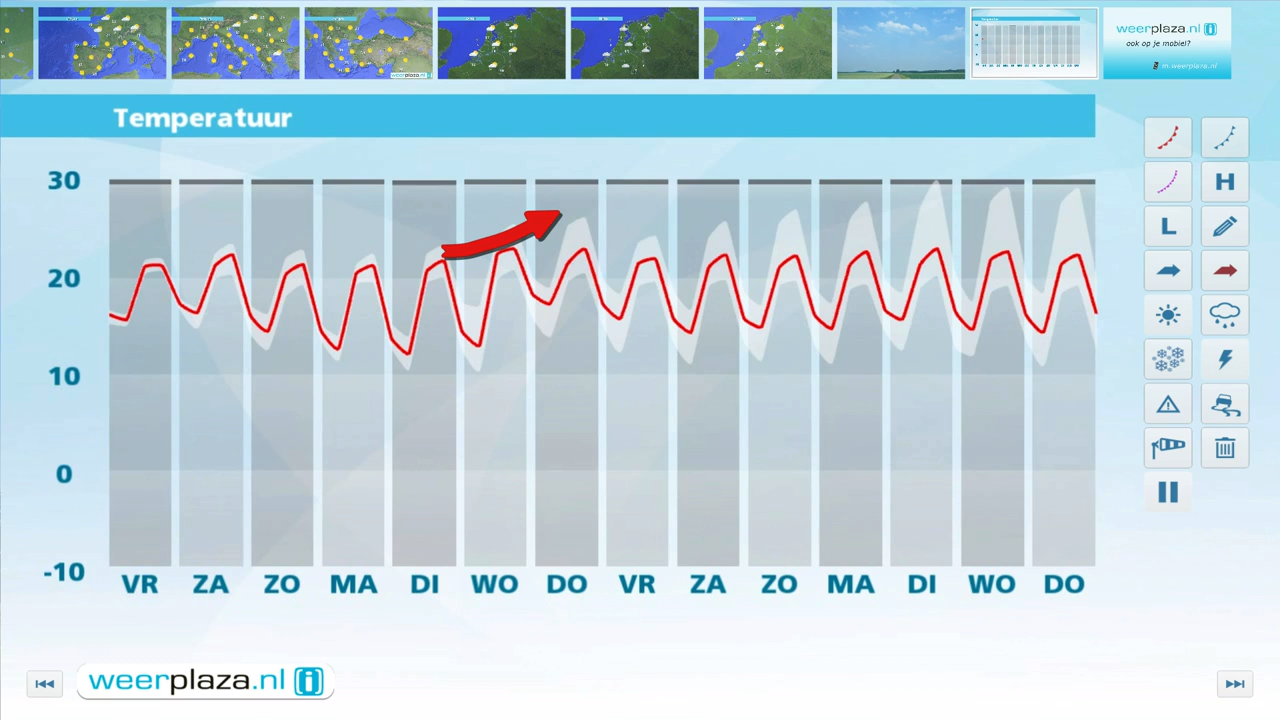 weerplaza.nl i
ook op je mobiel?
m.weerplaza.nl
Temperatuur
30
20
10
0
-10
H
L
VR ZA ZO MA DI WO DO VR ZA ZO MA DI WO DO
weerplaza.nl i